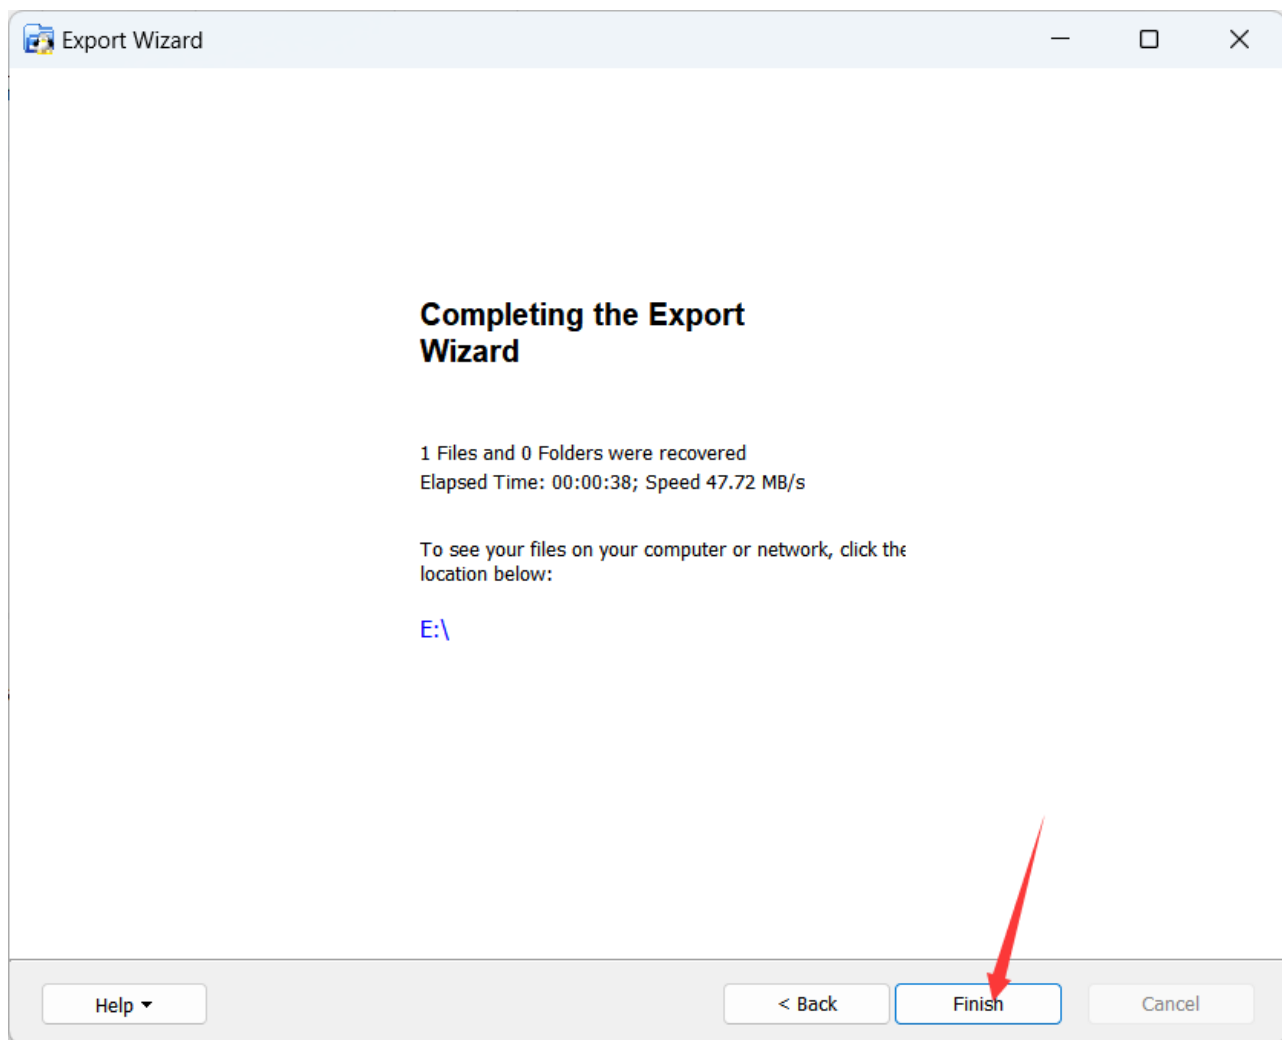 Export Wizard
Completing the Export
Wizard
1 Files and 0 Folders were recovered
Elapsed Time: 00:00:38; Speed 47.72 MB/s
To see your files on your computer or network, click the
location below:
E:\
Help
< Back
Finish
Cancel